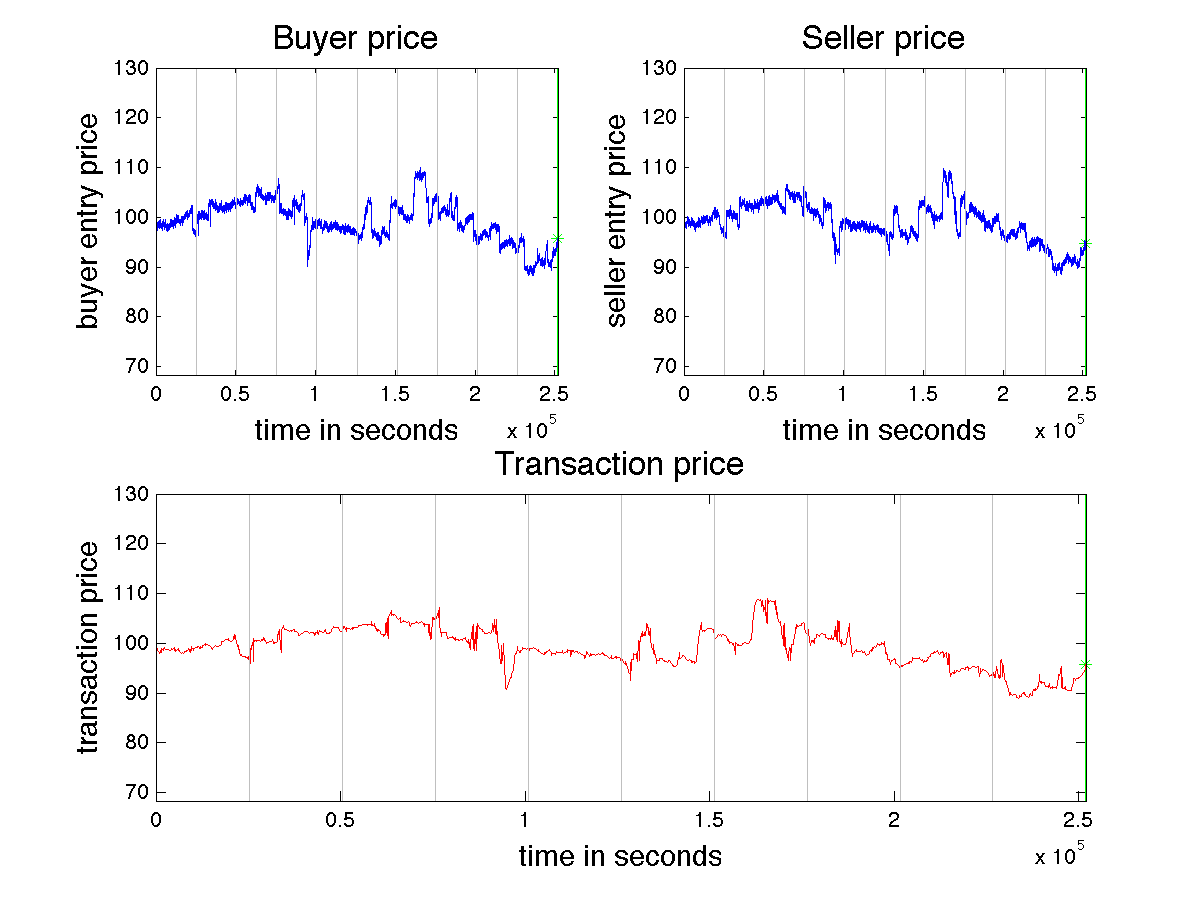 Buyer price
130
120
110
100
90
80
70
buyer entry price
0 0.5 1 1.5 2 2.5
x 10^5
time in seconds
Seller price
130
120
110
100
90
80
70
seller entry price
0 0.5 1 1.5 2 2.5
x 10^5
time in seconds
Transaction price
130
120
110
100
90
80
70
transaction price
0 0.5 1 1.5 2 2.5
x 10^5
time in seconds